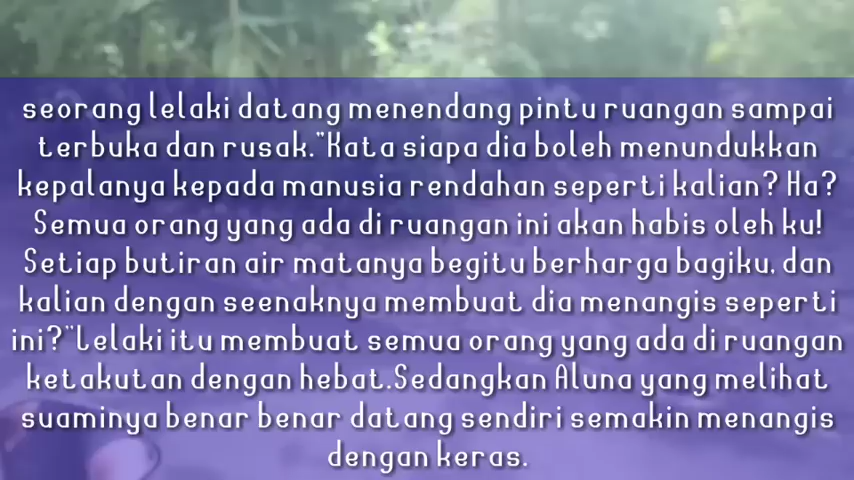 seorang lelaki datang menendang pintu ruangan sampai
terbuka dan rusak."Kata siapa dia boleh menundukkan
kepalanya kepada manusia rendahan seperti kalian? Ha?
Semua orang yang ada di ruangan ini akan habis oleh ku!
Setiap butiran air matanya begitu berharga bagiku, dan
kalian dengan seenaknya membuat dia menangis seperti
ini?"Lelaki itu membuat semua orang yang ada di ruangan
ketakutan dengan hebat.Sedangkan Aluna yang melihat
suaminya benar benar datang sendiri semakin menangis
dengan keras.